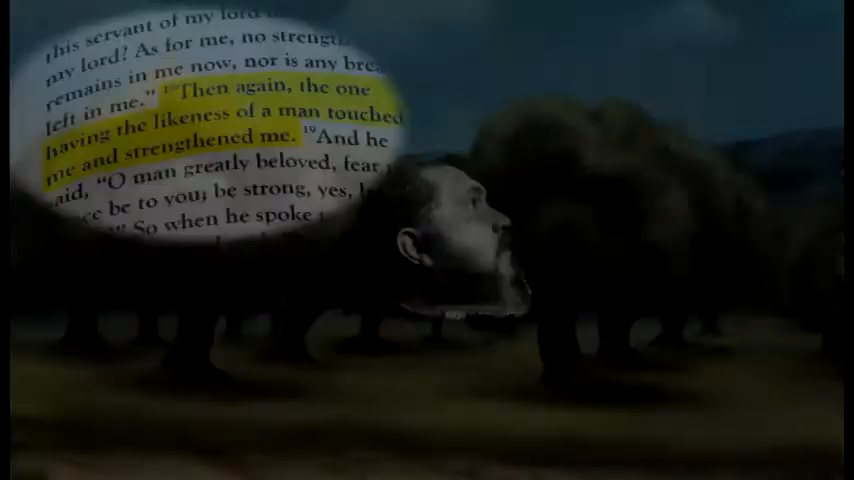 this servant of my lord
my lord? As for me, no strength
remains in me now, nor is any
left in me." 18Then again, the one
having the likeness of a man touched
me and strengthened me. 19And he
said, "O man greatly beloved, fear
be to you; be strong, yes,
So when he spoke